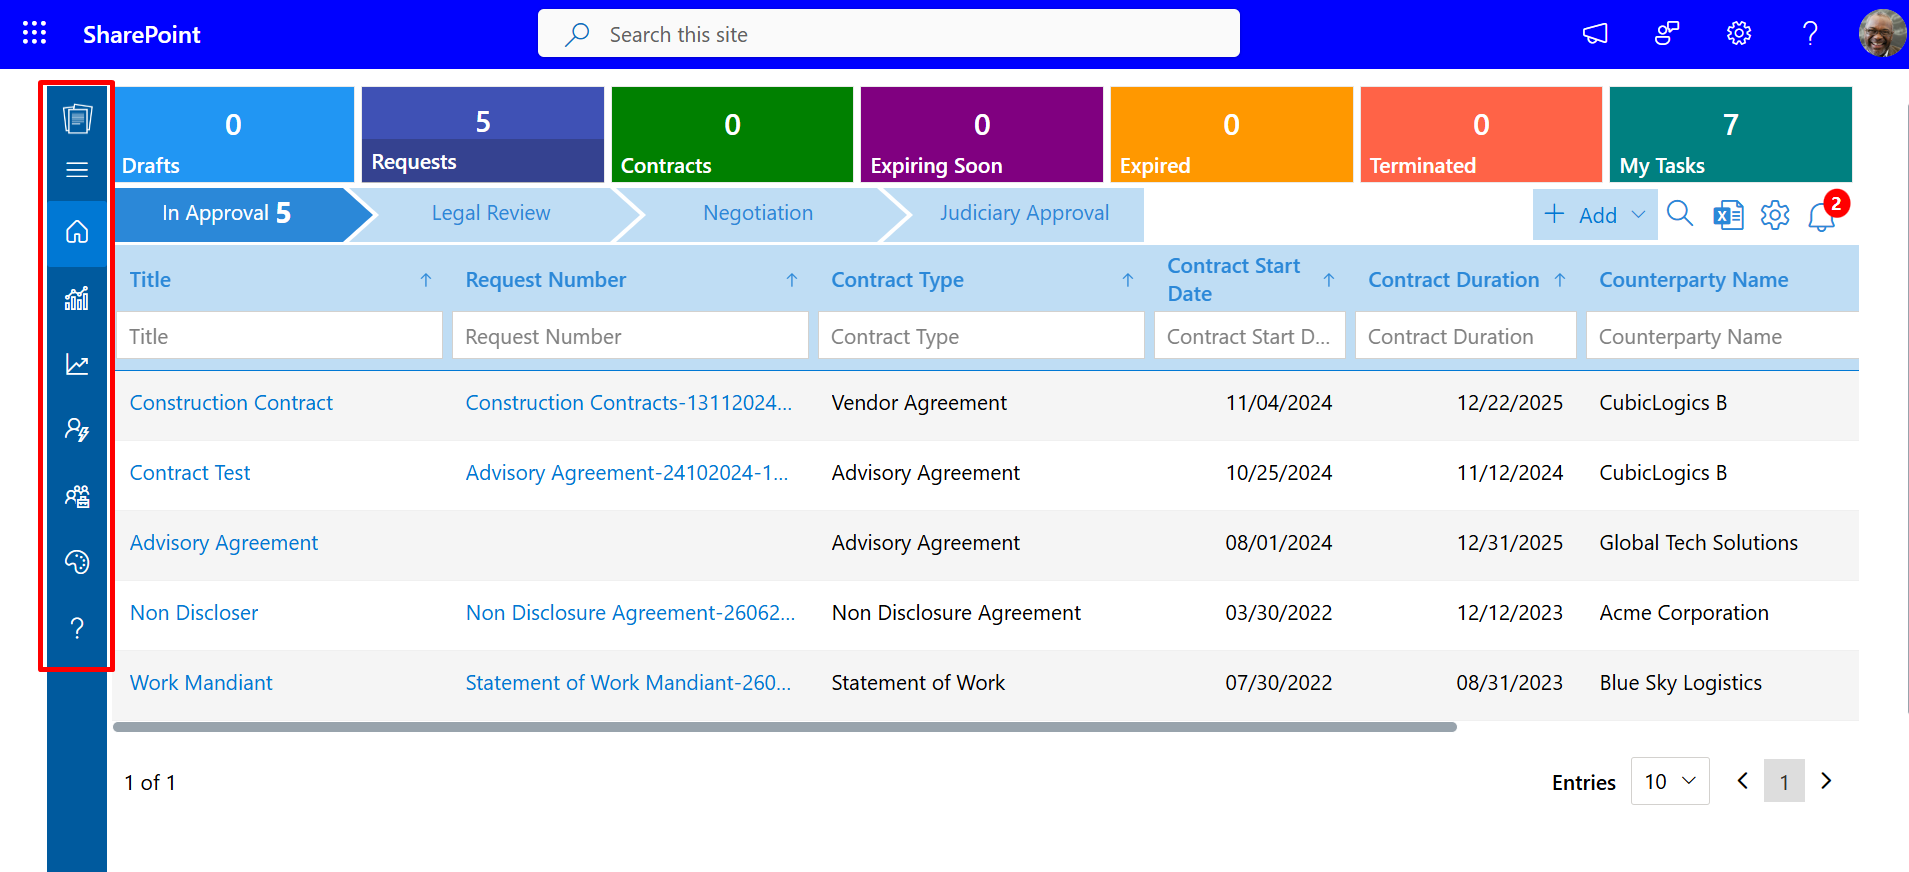 SharePoint
Search this site
0
Drafts
5
Requests
0
Contracts
0
Expiring Soon
0
Expired
0
Terminated
7
My Tasks
In Approval 5
Legal Review
Negotiation
Judiciary Approval
Add
2
Title
Request Number
Contract Type
Contract Start
Date
Contract Duration
Counterparty Name
Title
Request Number
Contract Type
Contract Start D...
Contract Duration
Counterparty Name
Construction Contract
Construction Contracts-13112024...
Vendor Agreement
11/04/2024
12/22/2025
CubicLogics B
Contract Test
Advisory Agreement-24102024-1...
Advisory Agreement
10/25/2024
11/12/2024
CubicLogics B
Advisory Agreement
Advisory Agreement
08/01/2024
12/31/2025
Global Tech Solutions
Non Discloser
Non Disclosure Agreement-26062...
Non Disclosure Agreement
03/30/2022
12/12/2023
Acme Corporation
Work Mandiant
Statement of Work Mandiant-260...
Statement of Work
07/30/2022
08/31/2023
Blue Sky Logistics
1 of 1
Entries
10
1